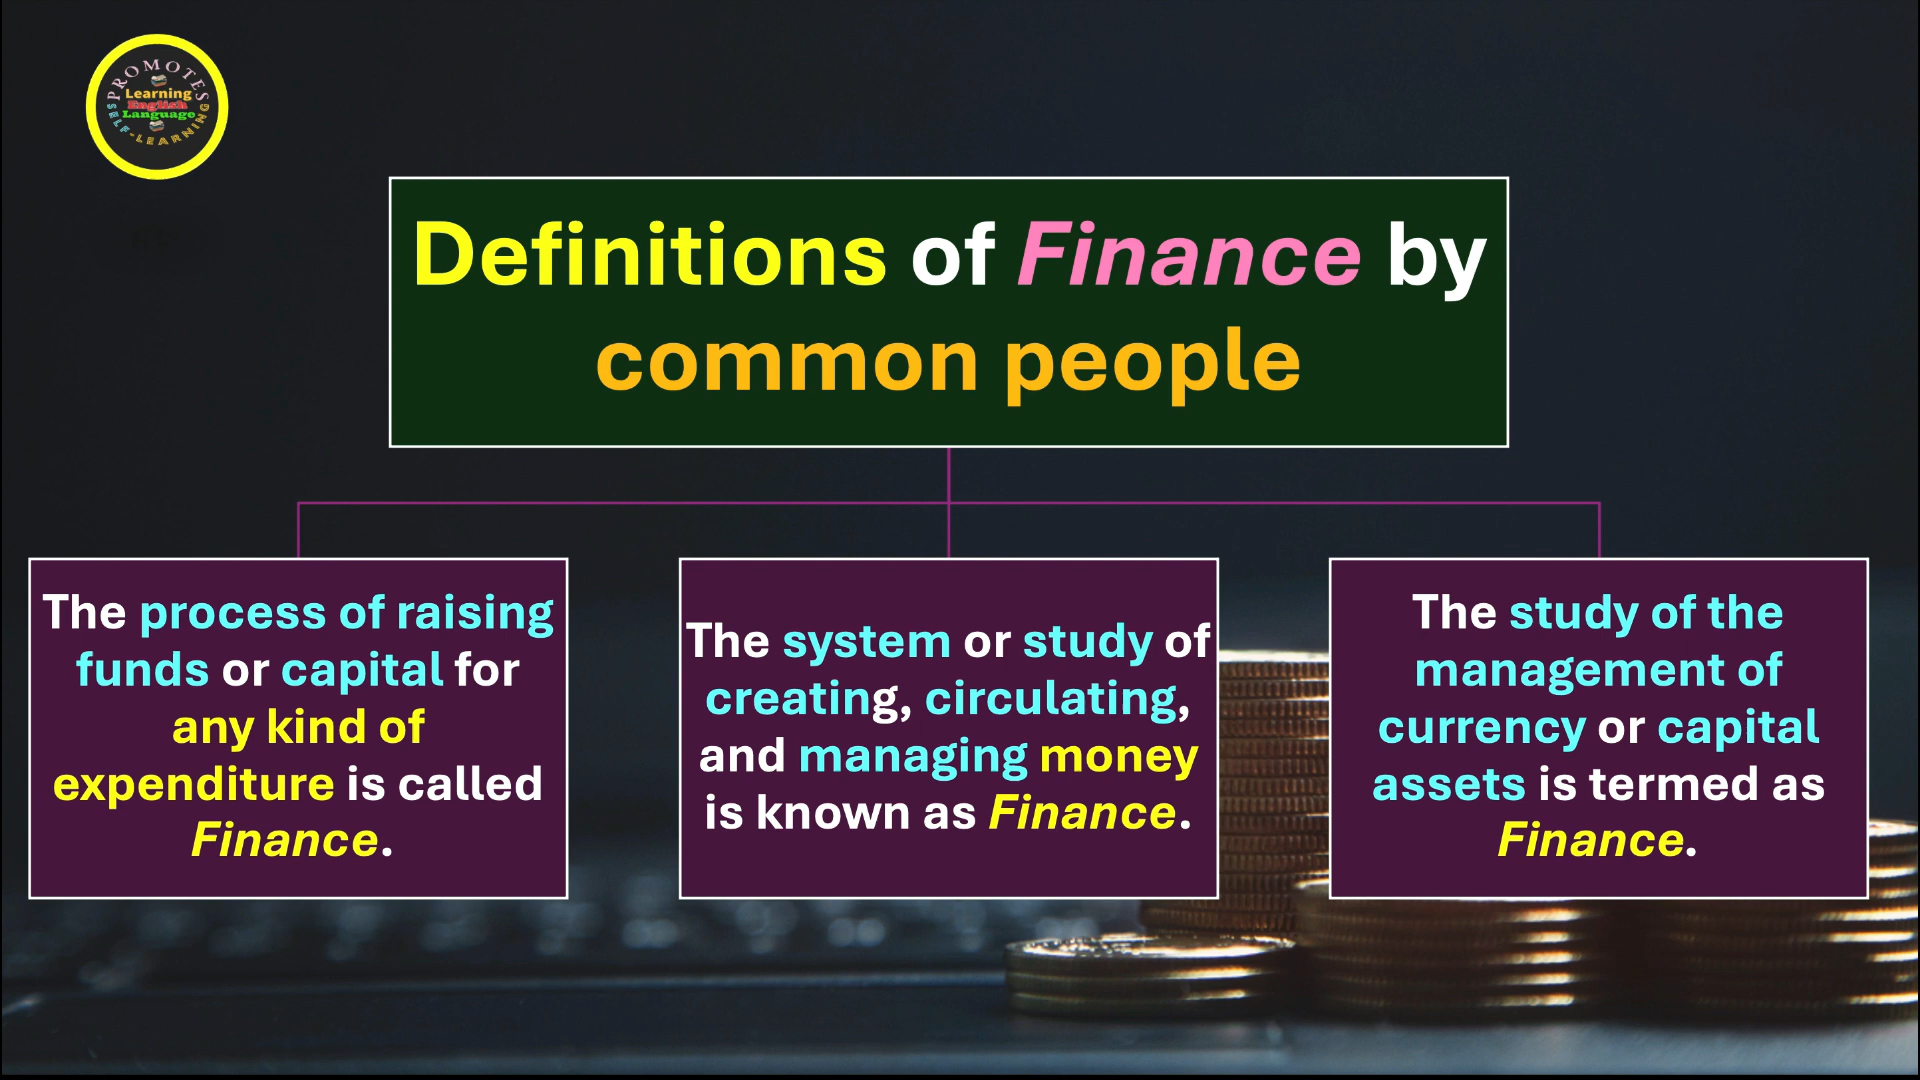 PROMOTES
Learning
English
Language
SELF-LEARNING
Definitions of Finance by
common people
The process of raising
funds or capital for
any kind of
expenditure is called
Finance.
The system or study of
creating, circulating,
and managing money
is known as Finance.
The study of the
management of
currency or capital
assets is termed as
Finance.